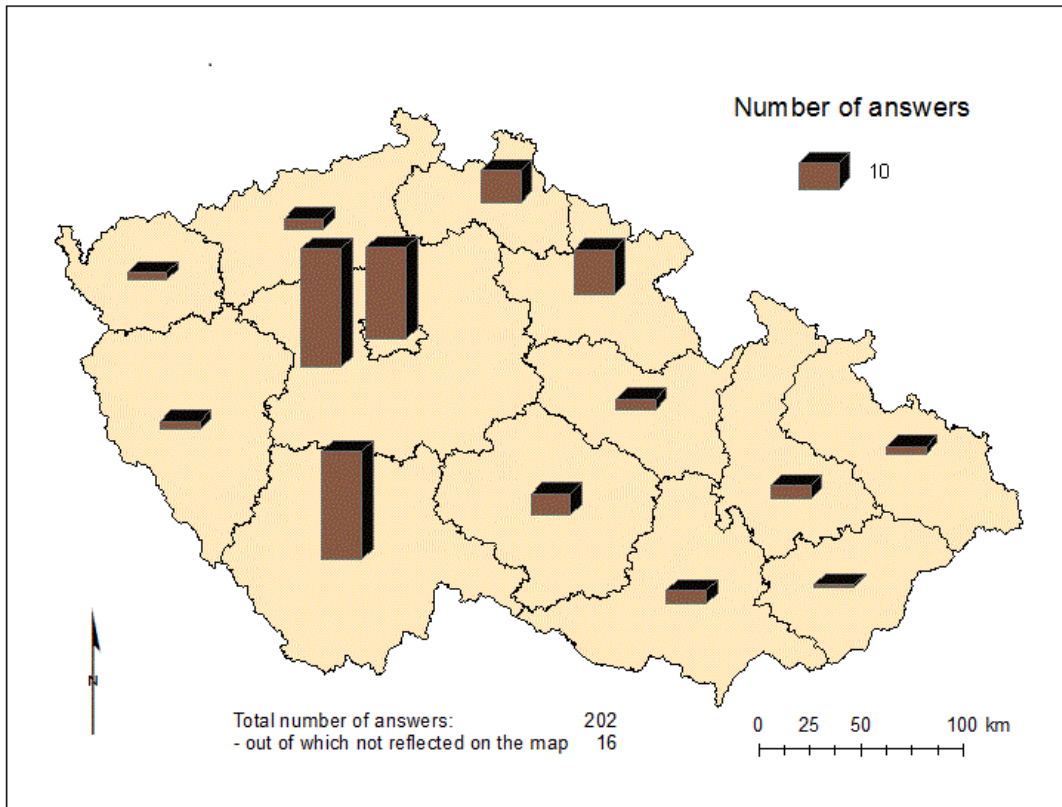 Number of answers
10
N
Total number of answers: 202
- out of which not reflected on the map 16
0 25 50 100 km